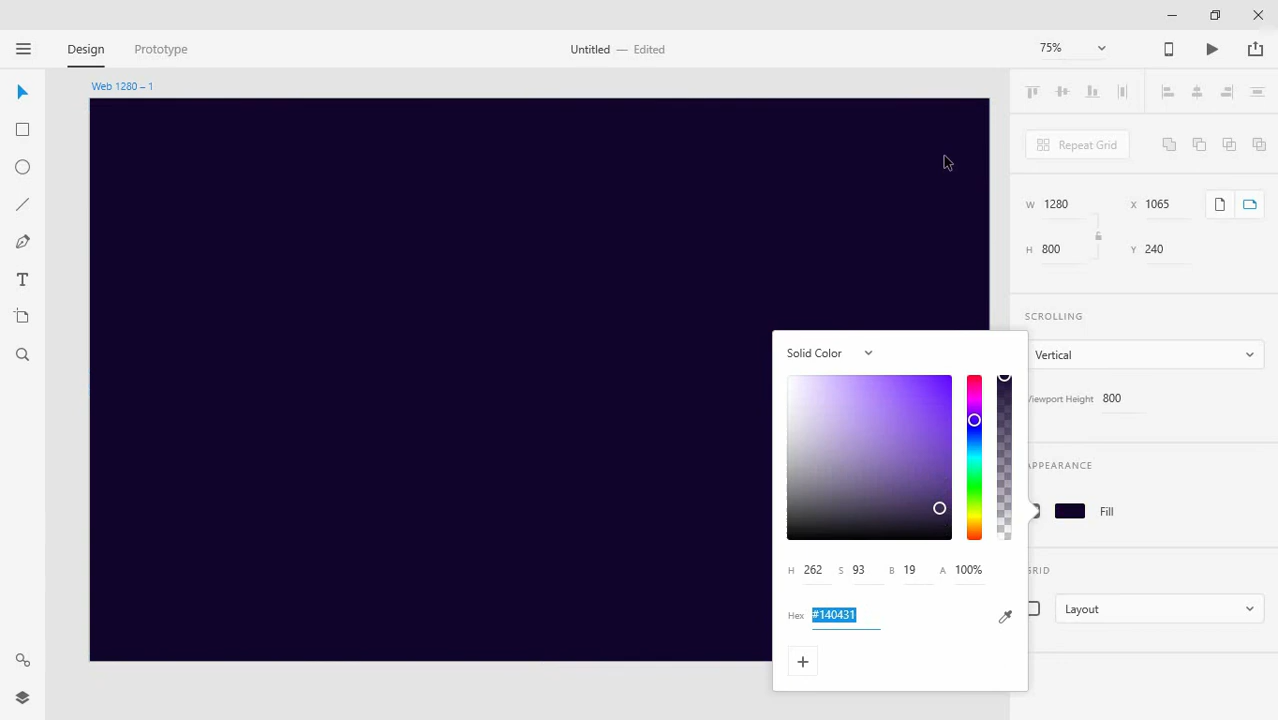 Design Prototype Untitled — Edited 75%
Web 1280 – 1
Repeat Grid
W 1280 X 1065
H 800 Y 240
SCROLLING
Vertical
Viewport Height 800
APPEARANCE
Fill
GRID
Layout
Solid Color
H 262 S 93 B 19 A 100%
Hex #140431